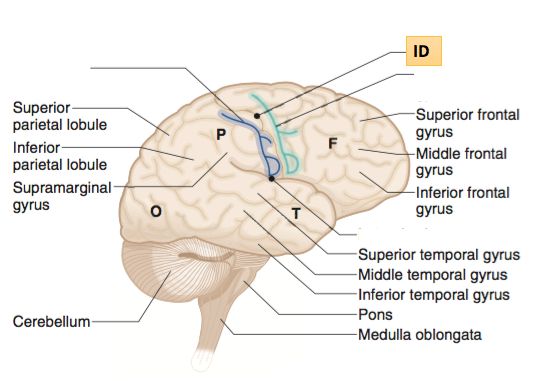 ID
Superior
parietal lobule
Inferior
parietal lobule
Supramarginal
gyrus
P
F
O
T
Superior frontal
gyrus
Middle frontal
gyrus
Inferior frontal
gyrus
Superior temporal gyrus
Middle temporal gyrus
Inferior temporal gyrus
Pons
Medulla oblongata
Cerebellum